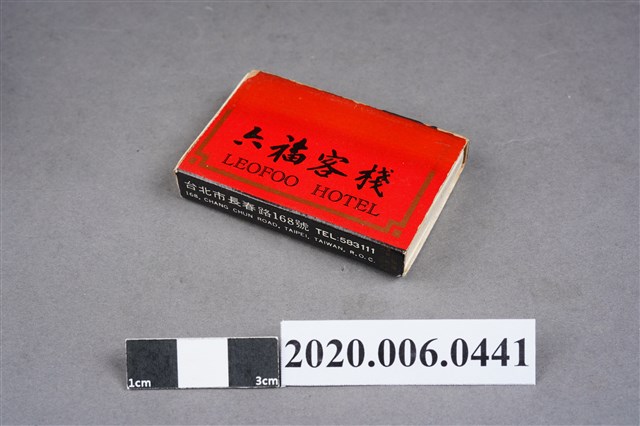 六福客棧
LEOFOO HOTEL
台北市長春路168號 TEL:583111
168, CHANG CHUN ROAD, TAIPEI, TAIWAN, R.O.C.
1cm 3cm
2020.006.0441